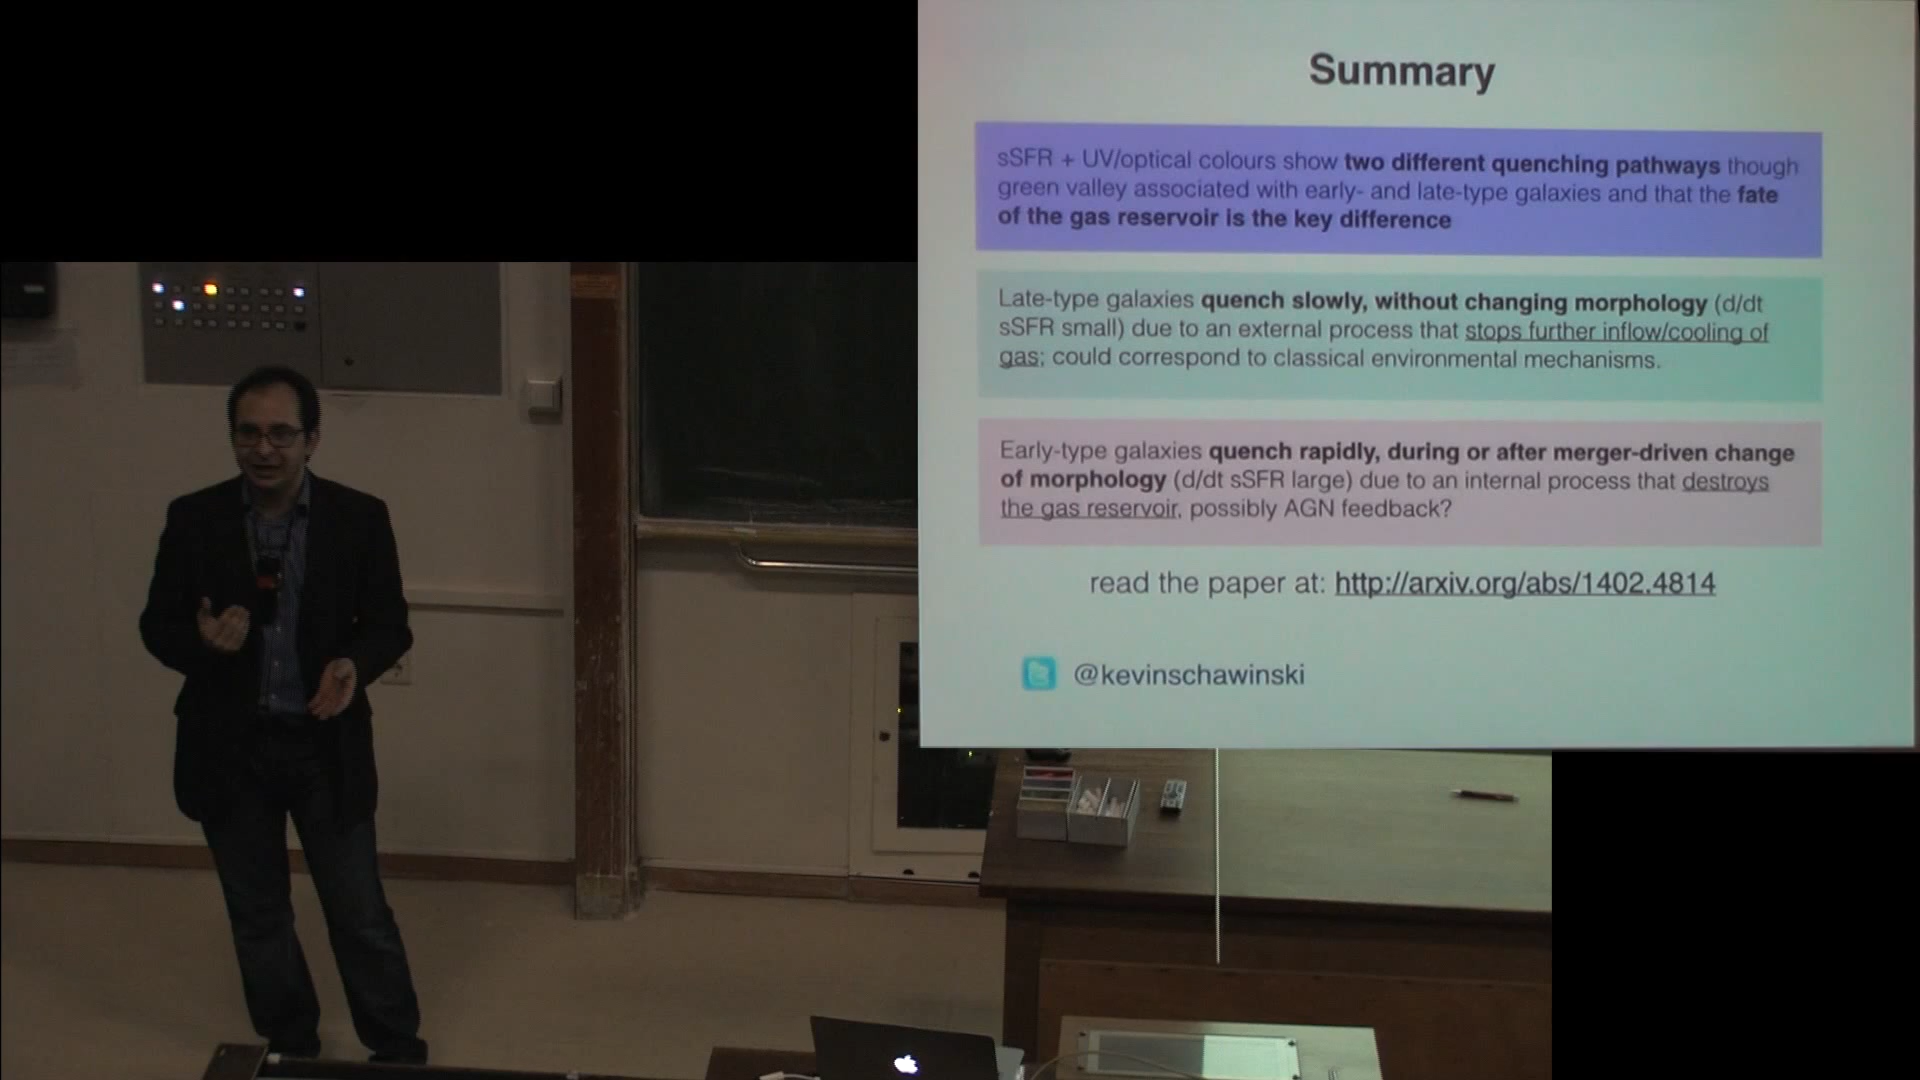 Summary
sSFR + UV/optical colours show two different quenching pathways though
green valley associated with early- and late-type galaxies and that the fate
of the gas reservoir is the key difference
Late-type galaxies quench slowly, without changing morphology (d/dt
sSFR small) due to an external process that stops further inflow/cooling of
gas; could correspond to classical environmental mechanisms.
Early-type galaxies quench rapidly, during or after merger-driven change
of morphology (d/dt sSFR large) due to an internal process that destroys
the gas reservoir, possibly AGN feedback?
read the paper at: http://arxiv.org/abs/1402.4814
@kevinschawinski